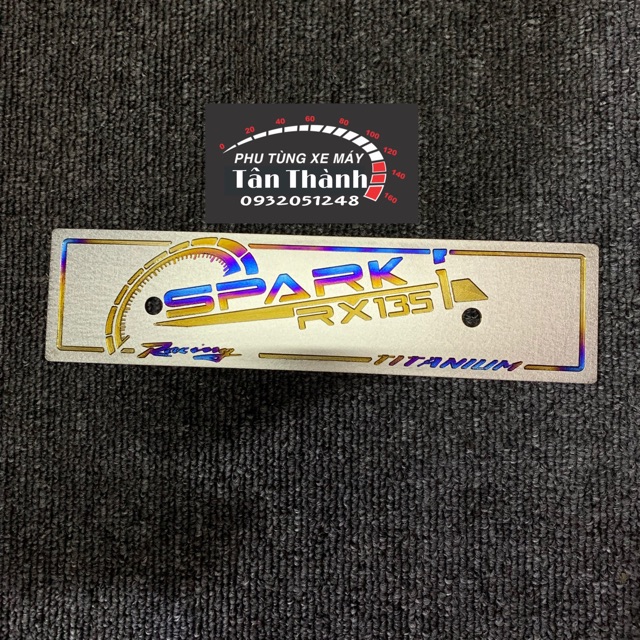 0 20 40 60 80 100 120 140 160
PHU TÙNG XE MÁY
Tân Thành
0932051248
SPARK
RX135
Racing
TITANIUM